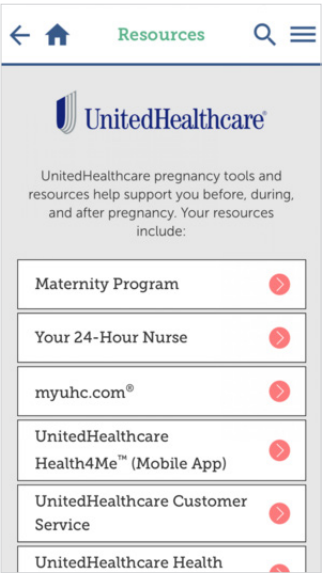 Resources
UnitedHealthcare®
UnitedHealthcare pregnancy tools and
resources help support you before, during,
and after pregnancy. Your resources
include:
Maternity Program
Your 24-Hour Nurse
myuhc.com®
UnitedHealthcare
Health4Me™ (Mobile App)
UnitedHealthcare Customer
Service
UnitedHealthcare Health